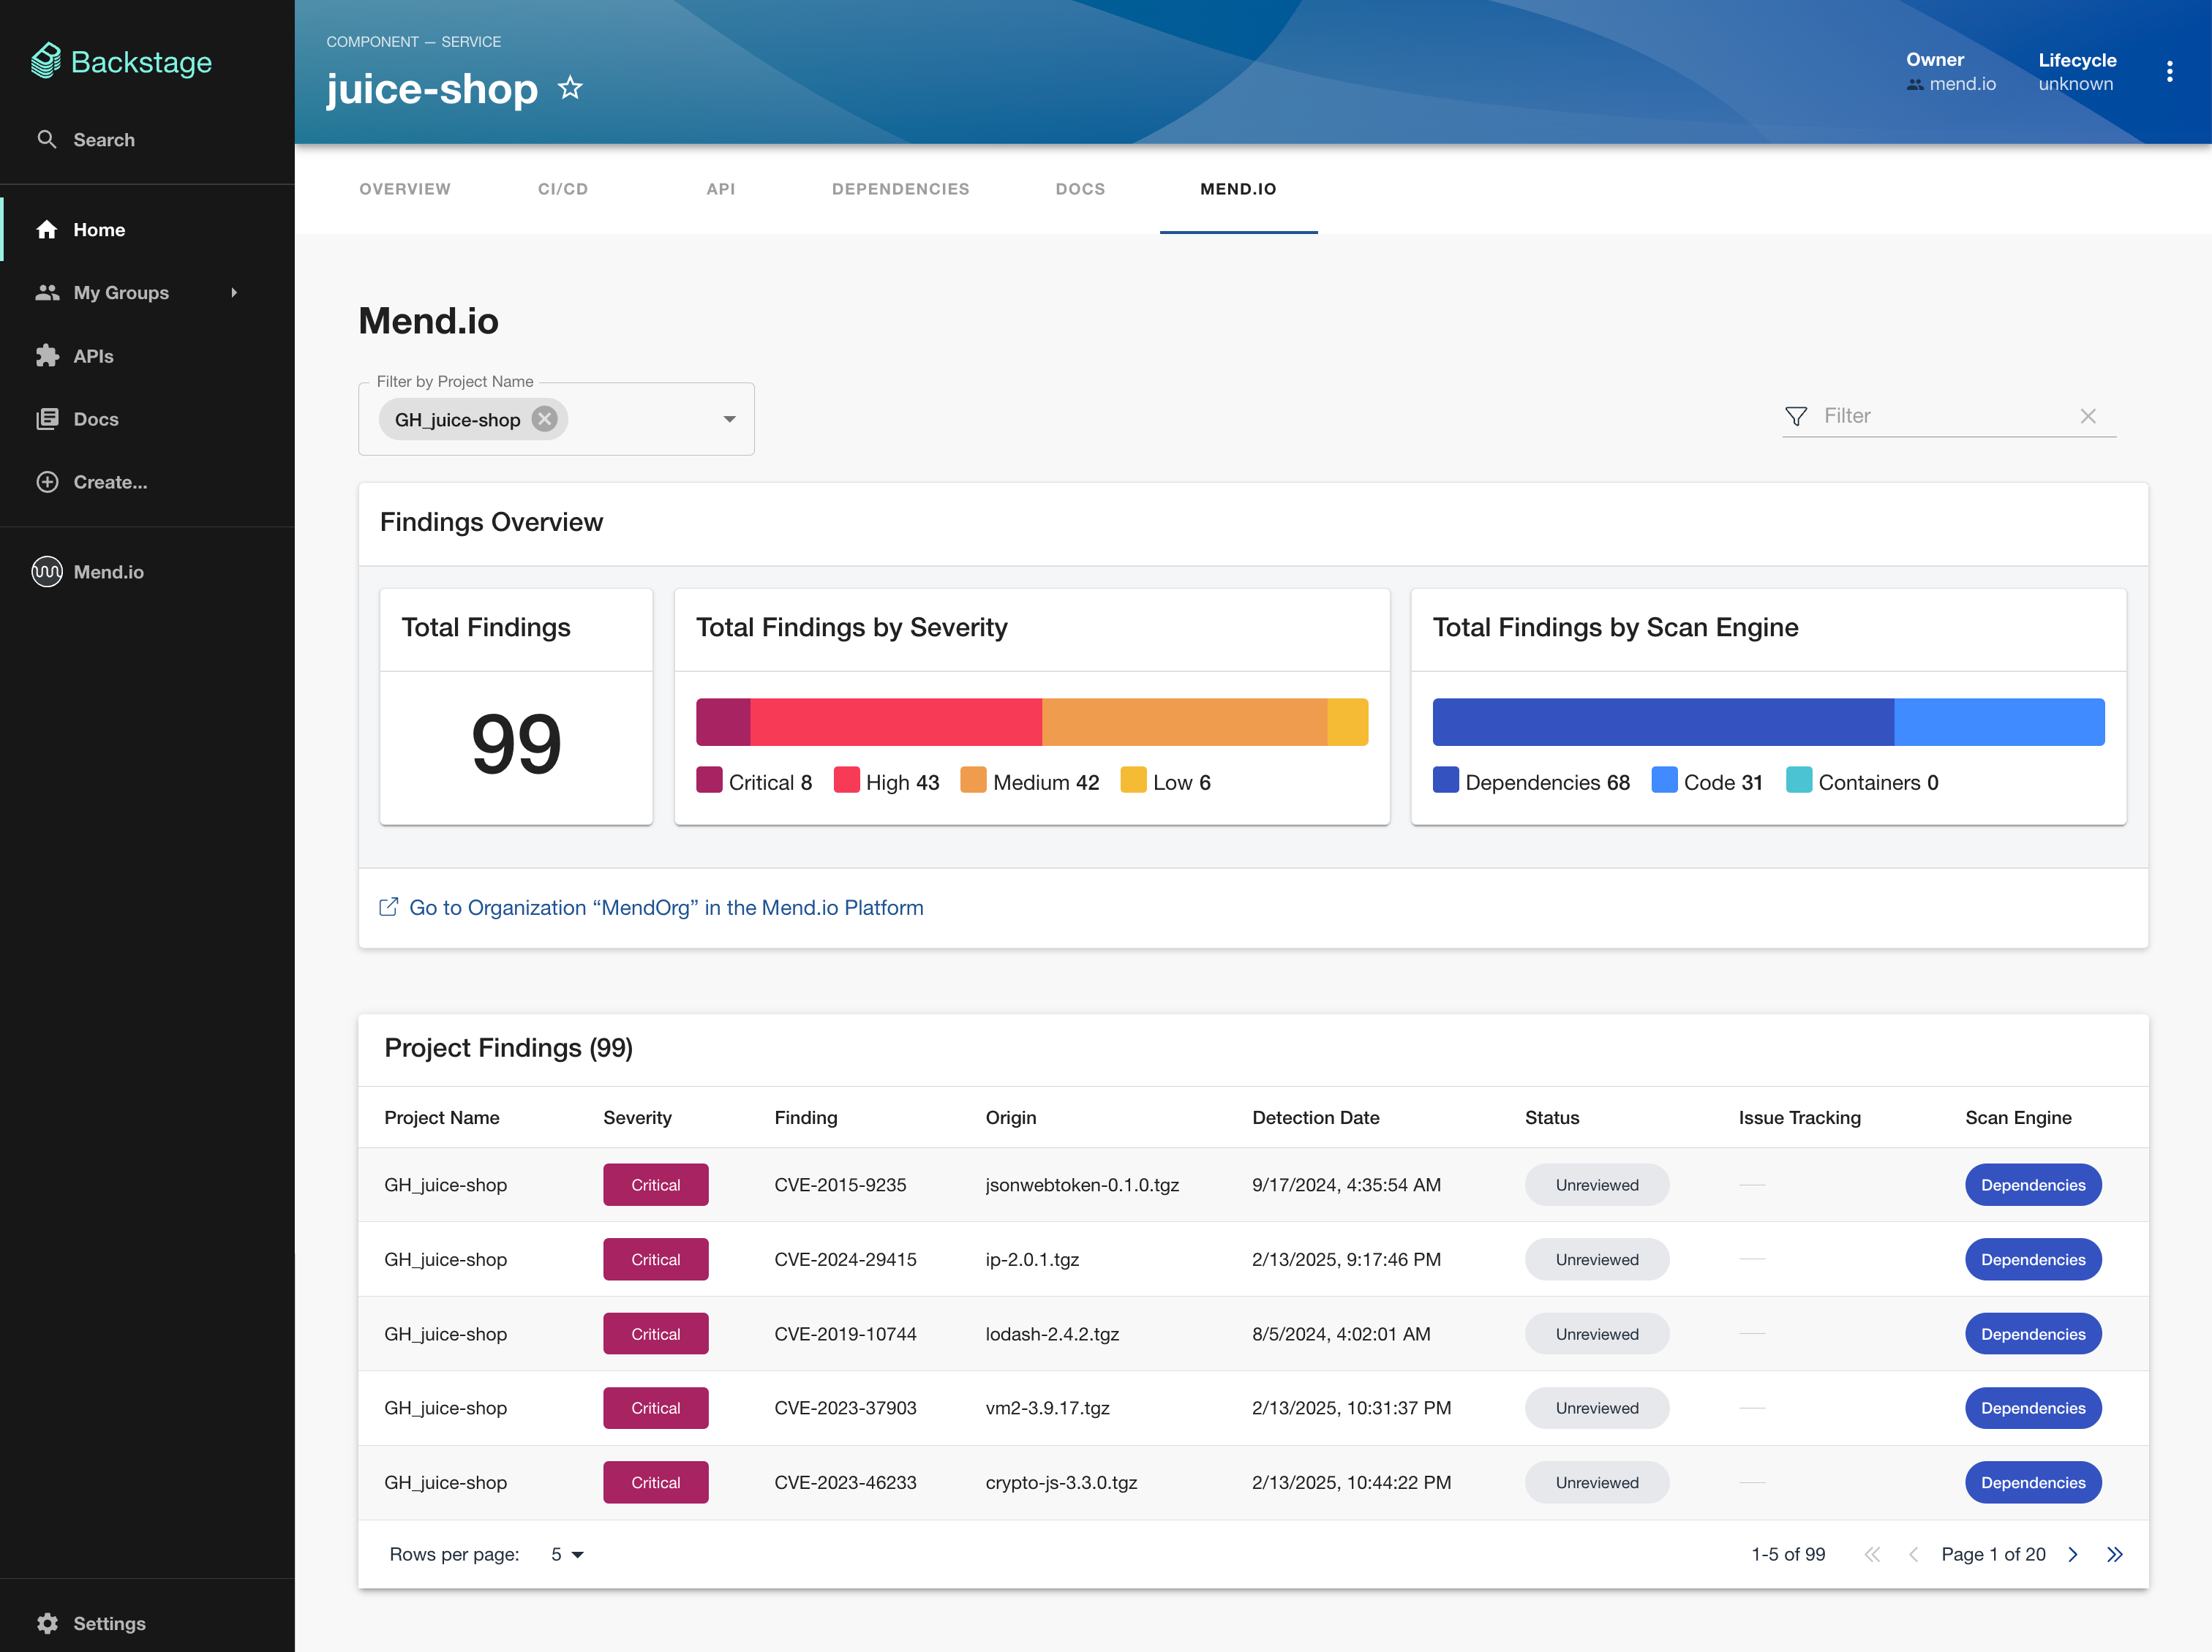 Backstage
Search
Home
My Groups
APIs
Docs
Create...
Mend.io
Settings
COMPONENT — SERVICE
juice-shop
Owner
mend.io
Lifecycle
unknown
OVERVIEW CI/CD API DEPENDENCIES DOCS MEND.IO
Mend.io
Filter by Project Name
GH_juice-shop
Filter
Findings Overview
Total Findings
99
Total Findings by Severity
Critical 8 High 43 Medium 42 Low 6
Total Findings by Scan Engine
Dependencies 68 Code 31 Containers 0
Go to Organization “MendOrg” in the Mend.io Platform
Project Findings (99)
Project Name Severity Finding Origin Detection Date Status Issue Tracking Scan Engine
GH_juice-shop Critical CVE-2015-9235 jsonwebtoken-0.1.0.tgz 9/17/2024, 4:35:54 AM Unreviewed — Dependencies
GH_juice-shop Critical CVE-2024-29415 ip-2.0.1.tgz 2/13/2025, 9:17:46 PM Unreviewed — Dependencies
GH_juice-shop Critical CVE-2019-10744 lodash-2.4.2.tgz 8/5/2024, 4:02:01 AM Unreviewed — Dependencies
GH_juice-shop Critical CVE-2023-37903 vm2-3.9.17.tgz 2/13/2025, 10:31:37 PM Unreviewed — Dependencies
GH_juice-shop Critical CVE-2023-46233 crypto-js-3.3.0.tgz 2/13/2025, 10:44:22 PM Unreviewed — Dependencies
Rows per page: 5 1-5 of 99 Page 1 of 20